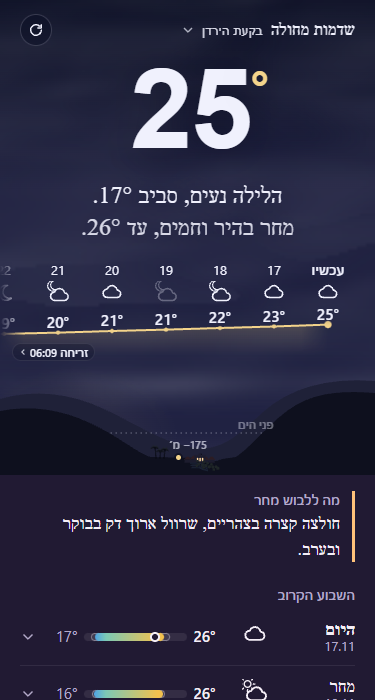 שדמות מחולה בקעת הירדן
25°
הלילה נעים, סביב 17°.
מחר בהיר וחמים, עד 26°.
עכשיו 17 18 19 20 21
25° 23° 22° 21° 21° 20°
זריחה 06:09
פני הים
−175 מ׳
מה ללבוש מחר
חולצה קצרה בצהריים, שרוול ארוך דק בבוקר
ובערב.
השבוע הקרוב
היום
17.11
26° 17°
מחר
26° 16°